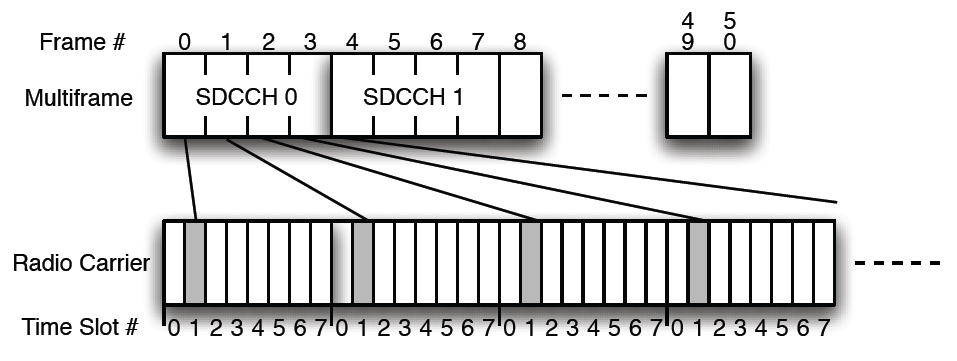 4 5
Frame # 0 1 2 3 4 5 6 7 8 9 0
Multiframe SDCCH 0 SDCCH 1
Radio Carrier
Time Slot # 0 1 2 3 4 5 6 7 0 1 2 3 4 5 6 7 0 1 2 3 4 5 6 7 0 1 2 3 4 5 6 7